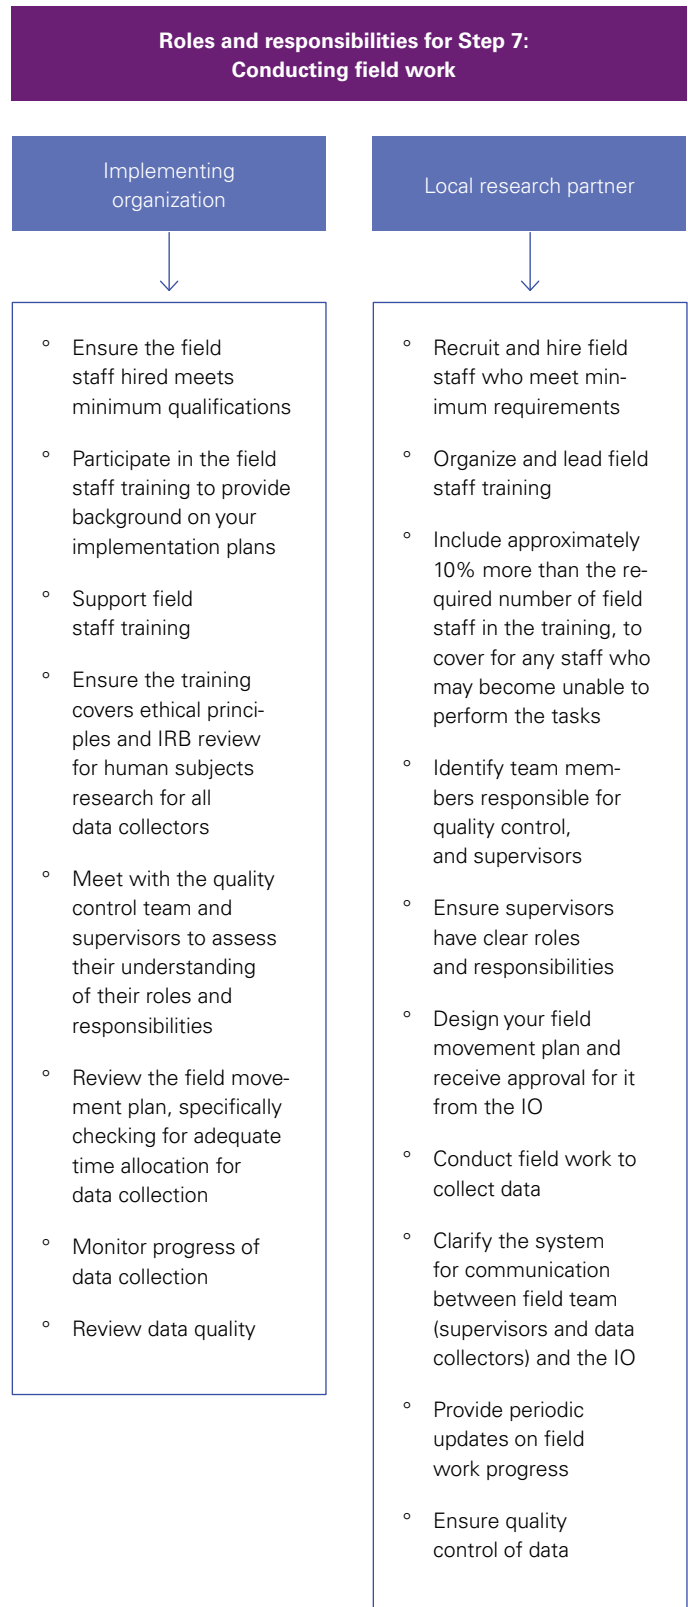 Roles and responsibilities for Step 7:
Conducting field work
Implementing
organization
° Ensure the field
staff hired meets
minimum qualifications
° Participate in the field
staff training to provide
background on your
implementation plans
° Support field
staff training
° Ensure the training
covers ethical princi-
ples and IRB review
for human subjects
research for all
data collectors
° Meet with the quality
control team and
supervisors to assess
their understanding
of their roles and
responsibilities
° Review the field move-
ment plan, specifically
checking for adequate
time allocation for
data collection
° Monitor progress of
data collection
° Review data quality
Local research partner
° Recruit and hire field
staff who meet min-
imum requirements
° Organize and lead field
staff training
° Include approximately
10% more than the re-
quired number of field
staff in the training, to
cover for any staff who
may become unable to
perform the tasks
° Identify team mem-
bers responsible for
quality control,
and supervisors
° Ensure supervisors
have clear roles
and responsibilities
° Design your field
movement plan and
receive approval for it
from the IO
° Conduct field work to
collect data
° Clarify the system
for communication
between field team
(supervisors and data
collectors) and the IO
° Provide periodic
updates on field
work progress
° Ensure quality
control of data